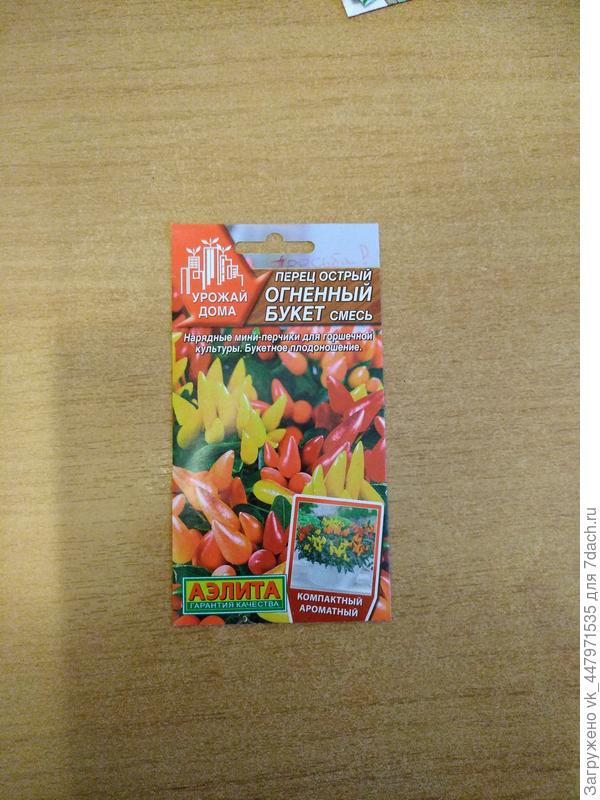 ПЕРЕЦ ОСТРЫЙ
ОГНЕННЫЙ
БУКЕТ СМЕСЬ
УРОЖАЙ
ДОМА
Нарядные мини-перчики для горшечной
культуры. Букетное плодоношение.
АЭЛИТА
ГАРАНТИЯ КАЧЕСТВА
КОМПАКТНЫЙ
АРОМАТНЫЙ
Загружено vk_447971535 для 7dach.ru